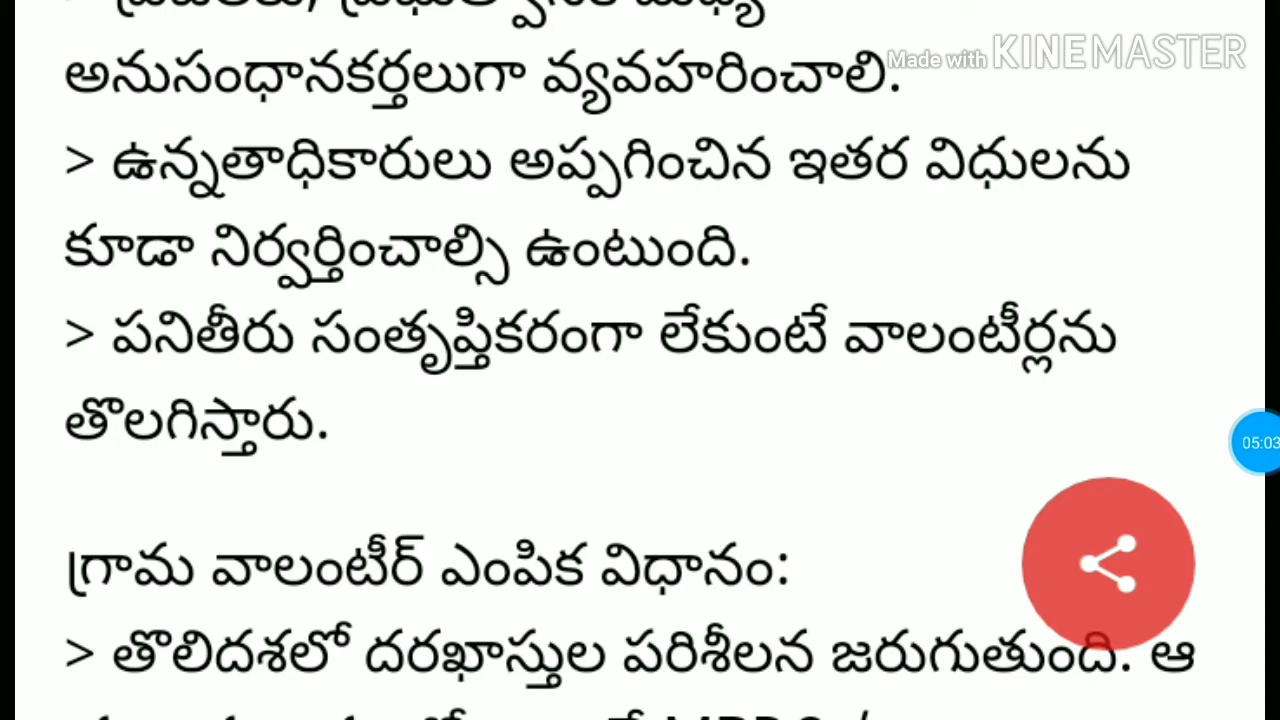 Made with KINEMASTER
అనుసంధానకర్తలుగా వ్యవహరించాలి.
> ఉన్నతాధికారులు అప్పగించిన ఇతర విధులను
కూడా నిర్వర్తించాల్సి ఉంటుంది.
> పనితీరు సంతృప్తికరంగా లేకుంటే వాలంటీర్లను
తొలగిస్తారు.
05:03
గ్రామ వాలంటీర్ ఎంపిక విధానం:
> తొలిదశలో దరఖాస్తుల పరిశీలన జరుగుతుంది. ఆ